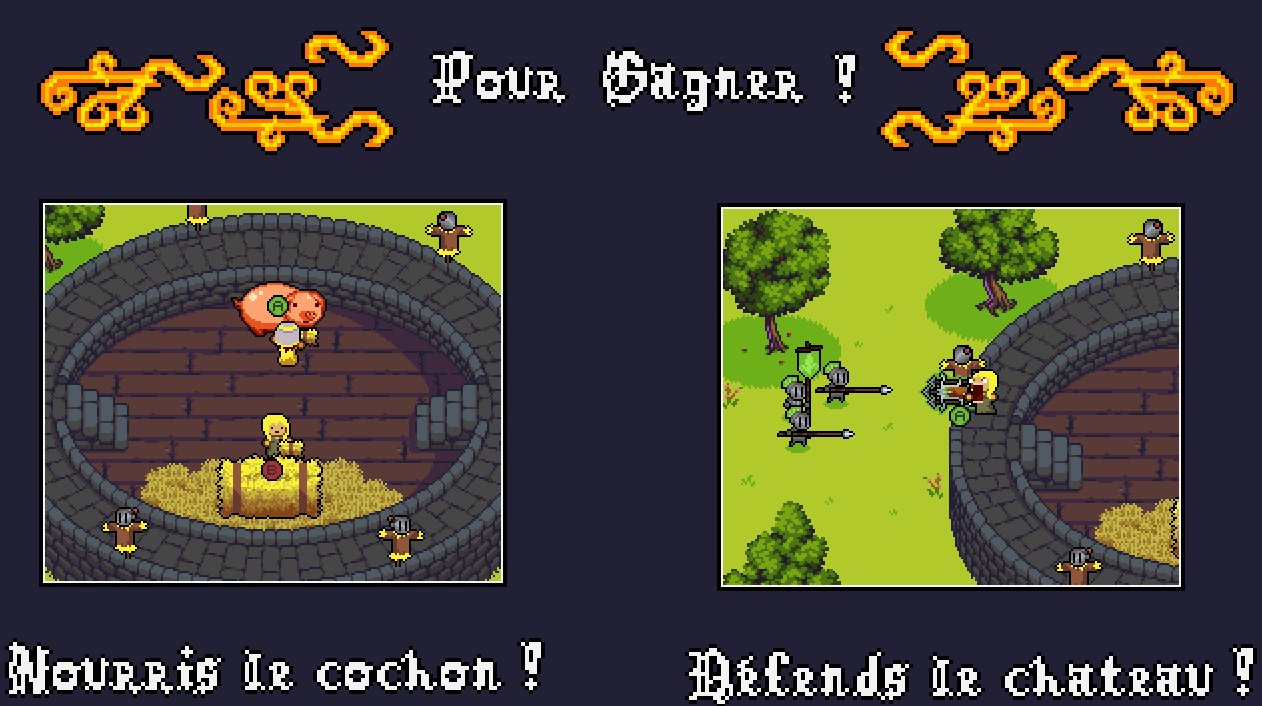 Pour Gagner !
A
B
Nourris le cochon !
Défends le chateau !